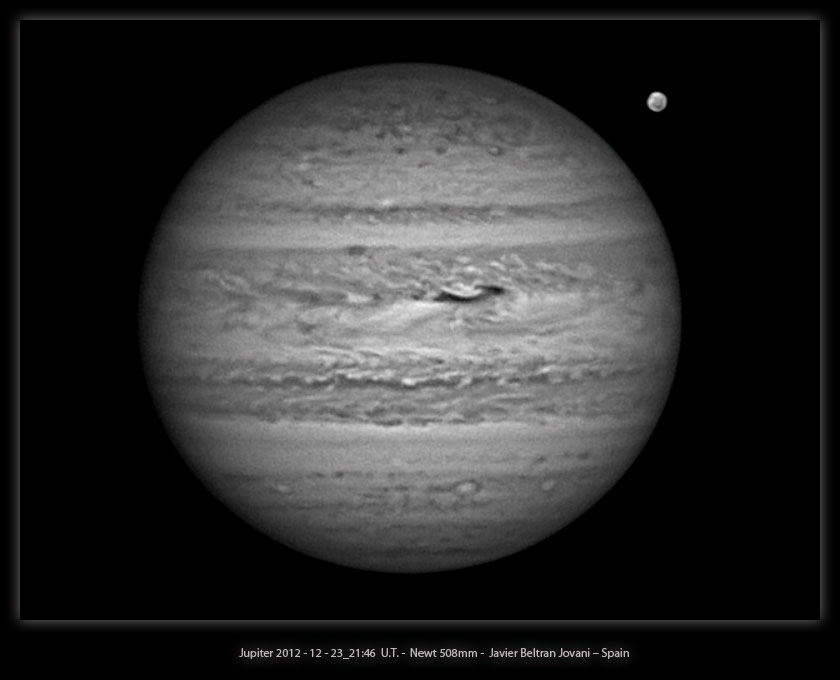 Jupiter 2012 - 12 - 23_21:46 U.T. - Newt 508mm - Javier Beltran Jovani – Spain